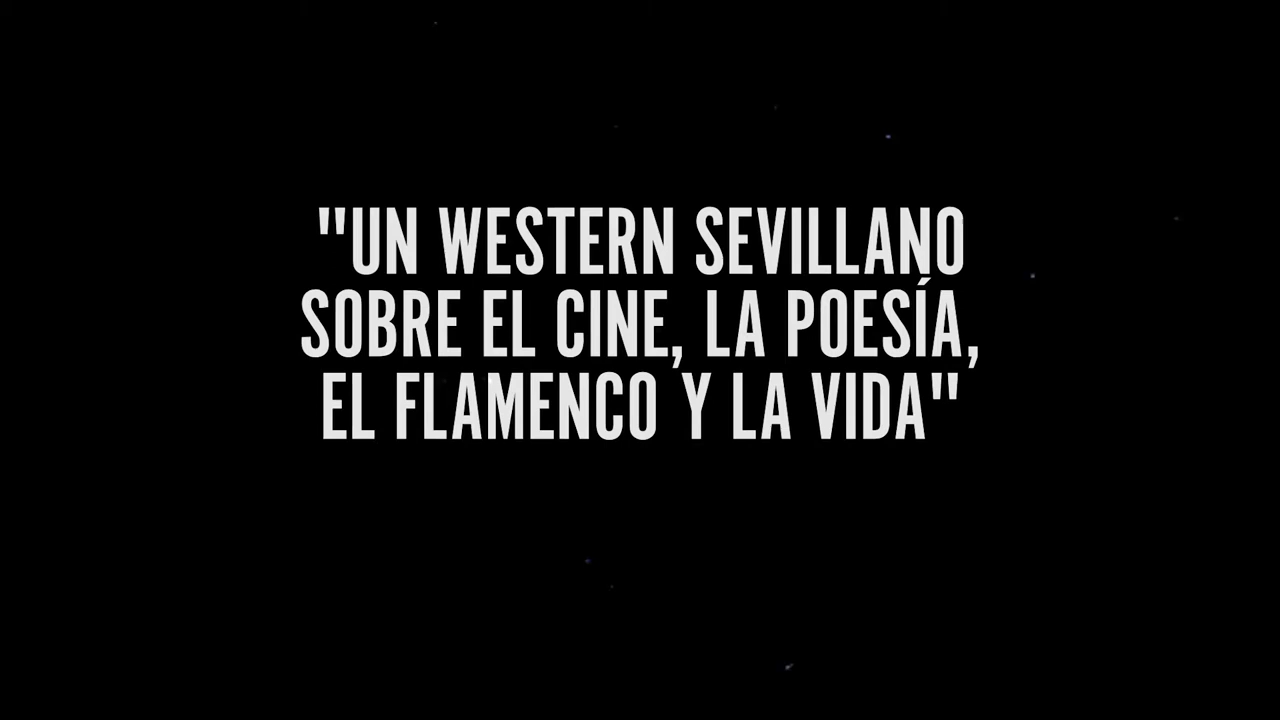 "UN WESTERN SEVILLANO
SOBRE EL CINE, LA POESÍA,
EL FLAMENCO Y LA VIDA"